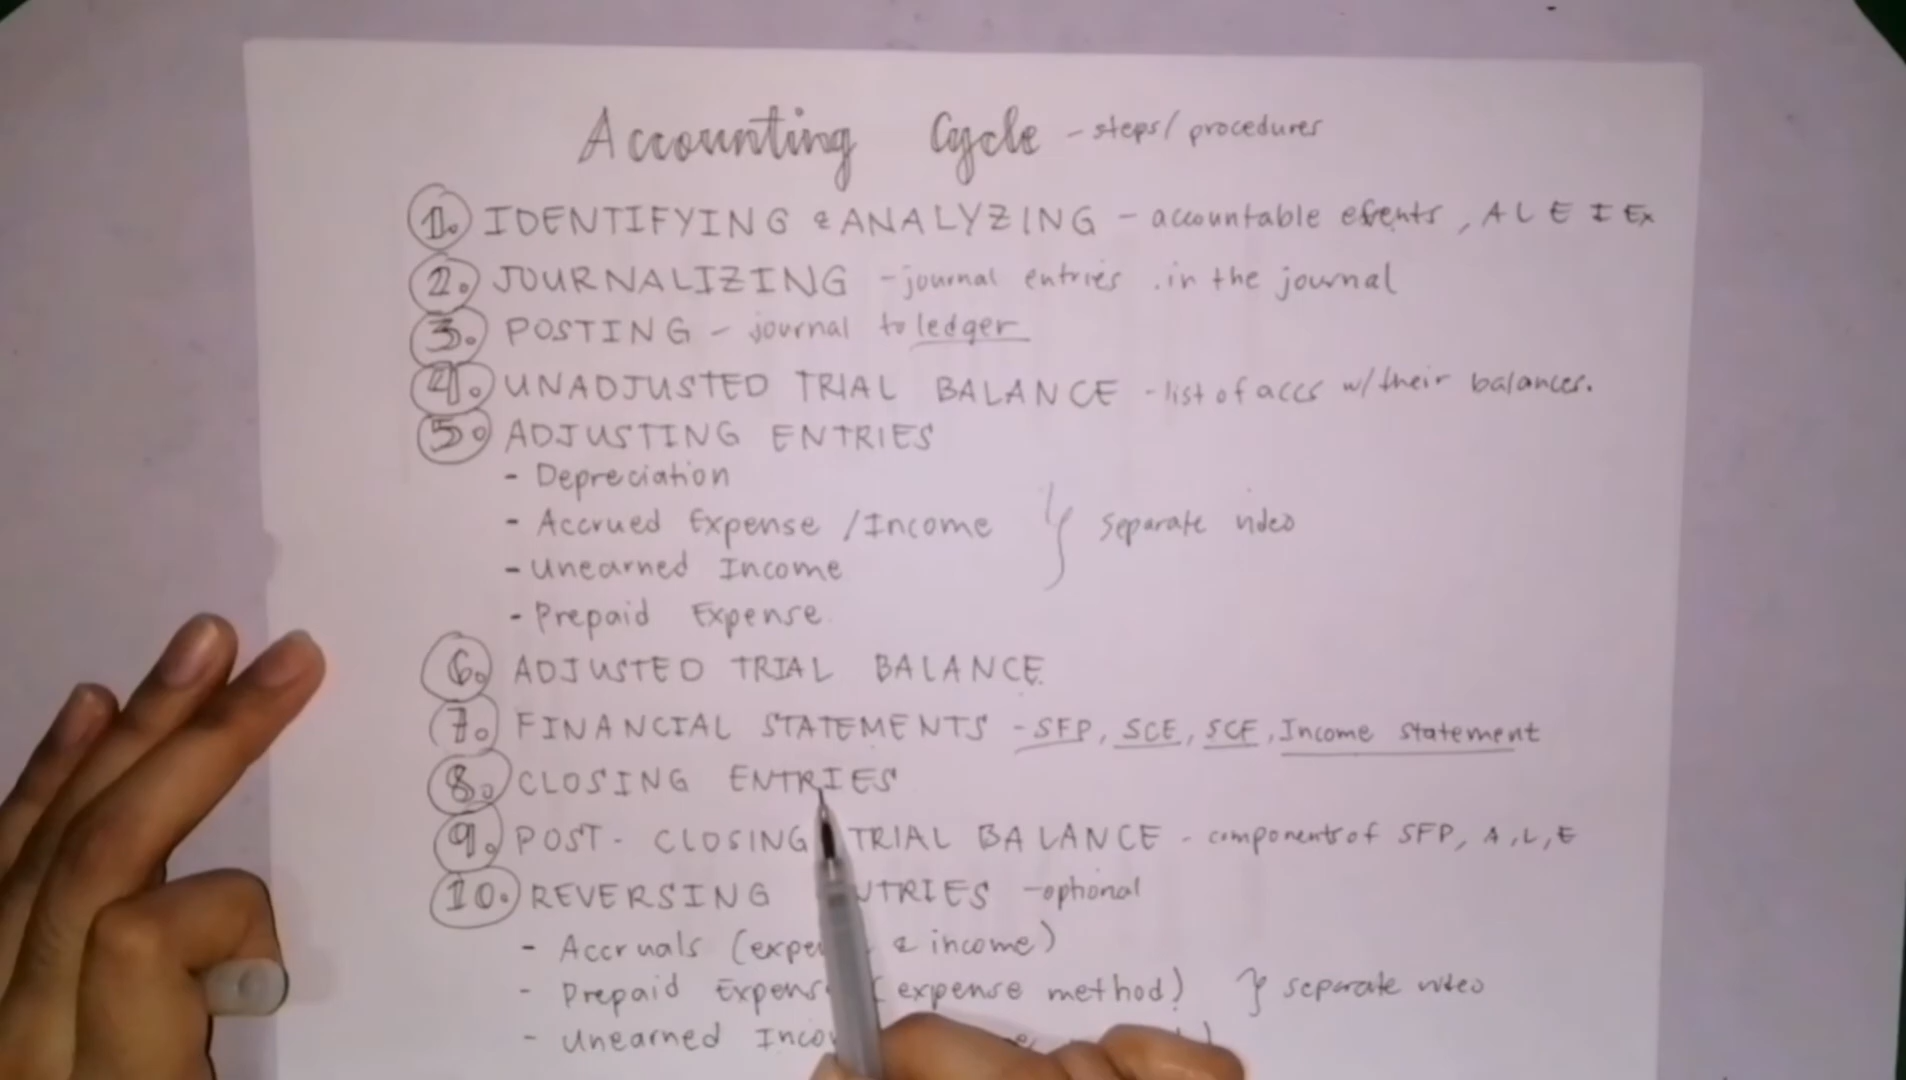 Accounting Cycle - steps/procedures
1. IDENTIFYING & ANALYZING - accountable events, A L E I Ex
2. JOURNALIZING - journal entries . in the journal
3. POSTING - journal to ledger
4. UNADJUSTED TRIAL BALANCE - list of accs w/ their balances.
5. ADJUSTING ENTRIES
- Depreciation
- Accrued Expense /Income } separate video
- Unearned Income
- Prepaid Expense
6. ADJUSTED TRIAL BALANCE
7. FINANCIAL STATEMENTS - SFP, SCE, SCF, Income statement
8. CLOSING ENTRIES
9. POST-CLOSING TRIAL BALANCE - components of SFP, A, L, E
10. REVERSING NTRIES - optional
- Accruals (expe & income)
- Prepaid Expens (expense method) } separate video
- Unearned Inco